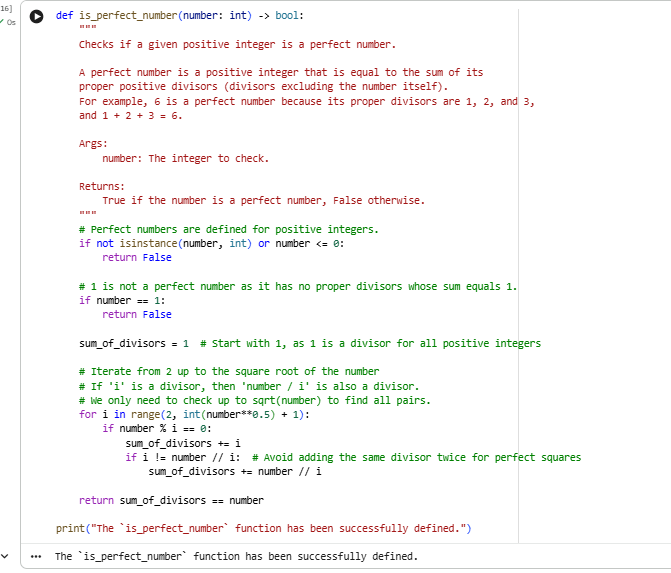 16]
0s
def is_perfect_number(number: int) -> bool:
    """
    Checks if a given positive integer is a perfect number.

    A perfect number is a positive integer that is equal to the sum of its
    proper positive divisors (divisors excluding the number itself).
    For example, 6 is a perfect number because its proper divisors are 1, 2, and 3,
    and 1 + 2 + 3 = 6.

    Args:
        number: The integer to check.

    Returns:
        True if the number is a perfect number, False otherwise.
    """
    # Perfect numbers are defined for positive integers.
    if not isinstance(number, int) or number <= 0:
        return False

    # 1 is not a perfect number as it has no proper divisors whose sum equals 1.
    if number == 1:
        return False

    sum_of_divisors = 1  # Start with 1, as 1 is a divisor for all positive integers

    # Iterate from 2 up to the square root of the number
    # If 'i' is a divisor, then 'number / i' is also a divisor.
    # We only need to check up to sqrt(number) to find all pairs.
    for i in range(2, int(number**0.5) + 1):
        if number % i == 0:
            sum_of_divisors += i
            if i != number // i:  # Avoid adding the same divisor twice for perfect squares
                sum_of_divisors += number // i

    return sum_of_divisors == number

print("The `is_perfect_number` function has been successfully defined.")
The `is_perfect_number` function has been successfully defined.